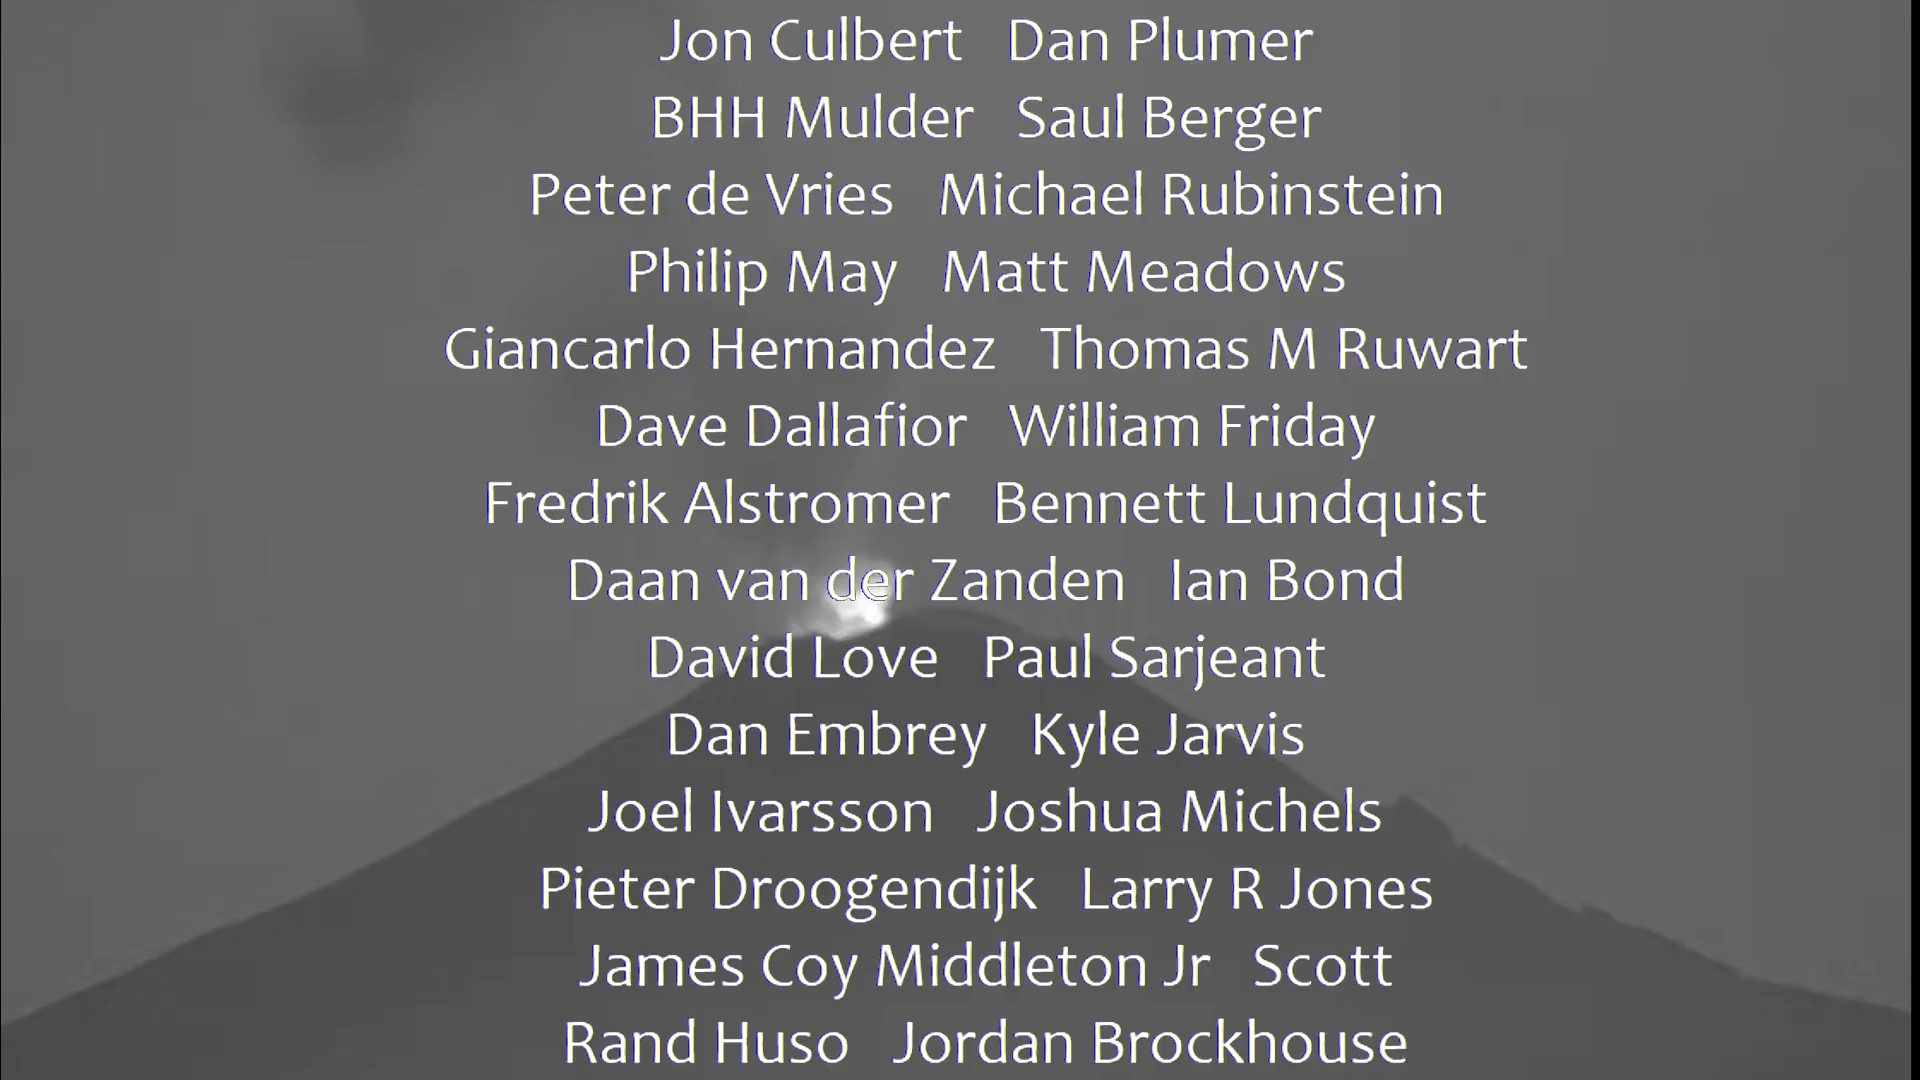 Jon Culbert Dan Plumer
BHH Mulder Saul Berger
Peter de Vries Michael Rubinstein
Philip May Matt Meadows
Giancarlo Hernandez Thomas M Ruwart
Dave Dallafior William Friday
Fredrik Alstromer Bennett Lundquist
Daan van der Zanden Ian Bond
David Love Paul Sarjeant
Dan Embrey Kyle Jarvis
Joel Ivarsson Joshua Michels
Pieter Droogendijk Larry R Jones
James Coy Middleton Jr Scott
Rand Huso Jordan Brockhouse